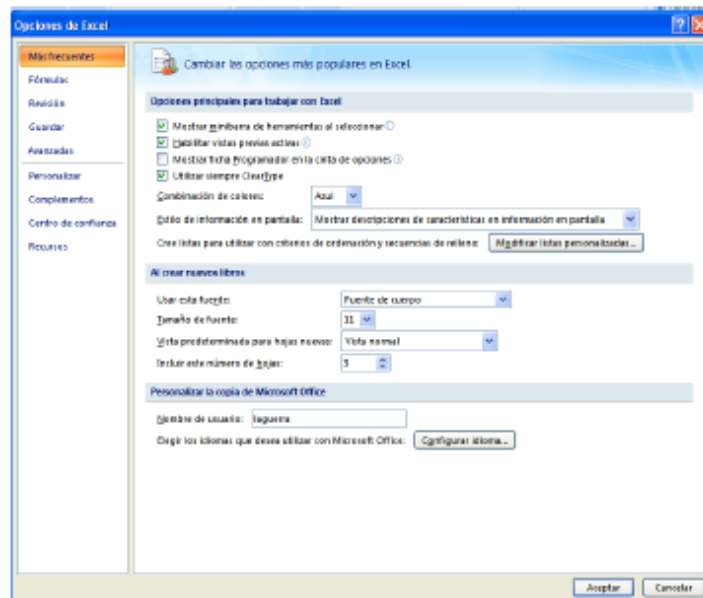 Opciones de Excel
Más frecuentes
Fórmulas
Revisión
Guardar
Avanzadas
Personalizar
Complementos
Centro de confianza
Recursos
Cambiar las opciones más populares en Excel.
Opciones principales para trabajar con Excel
Mostrar minibarra de herramientas al seleccionar
Habilitar vistas previas activas
Mostrar ficha Programador en la cinta de opciones
Utilizar siempre ClearType
Combinación de colores: Azul
Estilo de información en pantalla: Mostrar descripciones de características en información en pantalla
Cree listas para utilizar con criterios de ordenación y secuencias de relleno: Modificar listas personalizadas...
Al crear nuevos libros
Usar esta fuente: Fuente de cuerpo
Tamaño de fuente: 11
Vista predeterminada para hojas nuevas: Vista normal
Incluir este número de hojas: 3
Personalizar la copia de Microsoft Office
Nombre de usuario: laguerra
Elegir los idiomas que desea utilizar con Microsoft Office: Configurar idioma...
Aceptar Cancelar